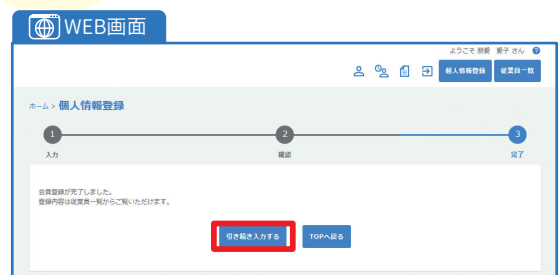 WEB画面
ようこそ 朋愛 愛子 さん ?
個人情報登録 従業員一覧
ホーム > 個人情報登録
1 2 3
入力 確認 完了
会員登録が完了しました。
登録内容は従業員一覧からご覧いただけます。
引き続き入力する TOPへ戻る